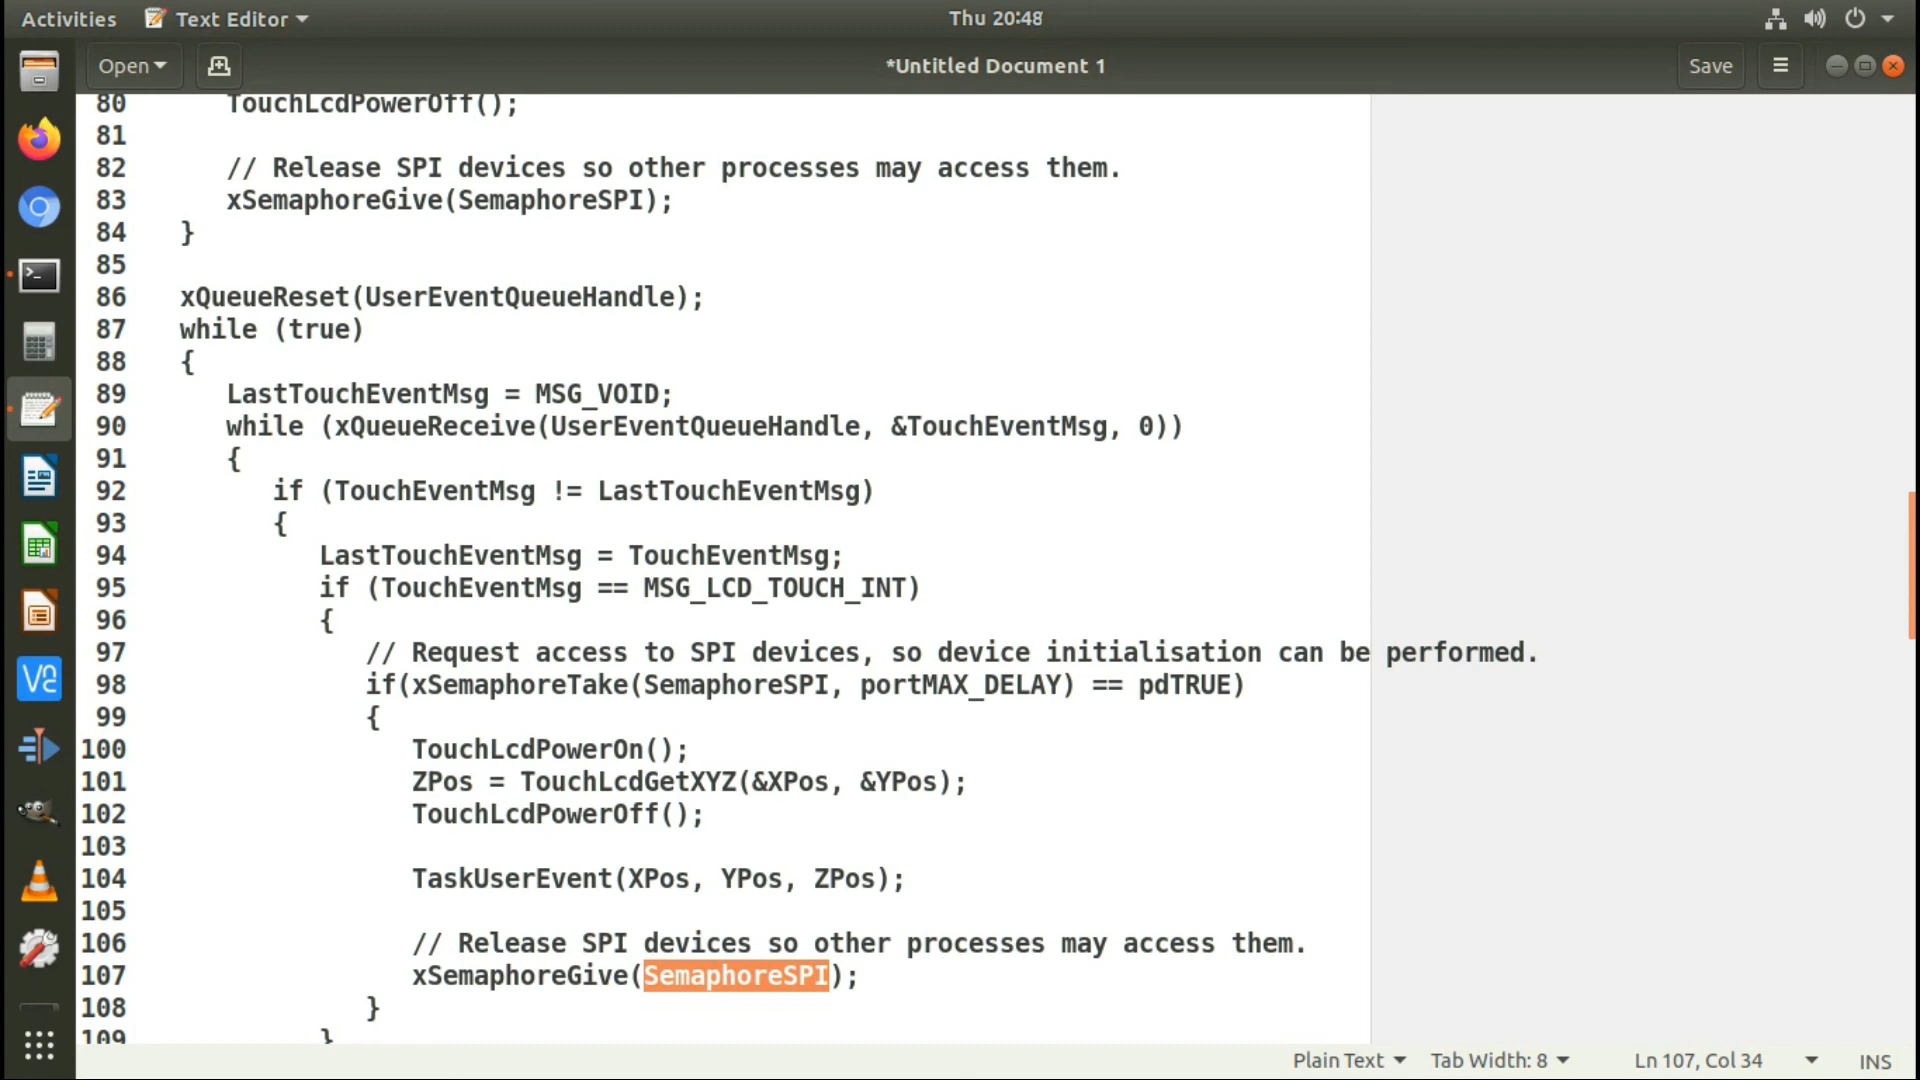 Activities Text Editor Thu 20:48
Open *Untitled Document 1 Save
80 TouchLcdPowerOff();
81
82 // Release SPI devices so other processes may access them.
83 xSemaphoreGive(SemaphoreSPI);
84 }
85
86 xQueueReset(UserEventQueueHandle);
87 while (true)
88 {
89 LastTouchEventMsg = MSG_VOID;
90 while (xQueueReceive(UserEventQueueHandle, &TouchEventMsg, 0))
91 {
92 if (TouchEventMsg != LastTouchEventMsg)
93 {
94 LastTouchEventMsg = TouchEventMsg;
95 if (TouchEventMsg == MSG_LCD_TOUCH_INT)
96 {
97 // Request access to SPI devices, so device initialisation can be performed.
98 if(xSemaphoreTake(SemaphoreSPI, portMAX_DELAY) == pdTRUE)
99 {
100 TouchLcdPowerOn();
101 ZPos = TouchLcdGetXYZ(&XPos, &YPos);
102 TouchLcdPowerOff();
103
104 TaskUserEvent(XPos, YPos, ZPos);
105
106 // Release SPI devices so other processes may access them.
107 xSemaphoreGive(SemaphoreSPI);
108 }
109 }
Plain Text Tab Width: 8 Ln 107, Col 34 INS